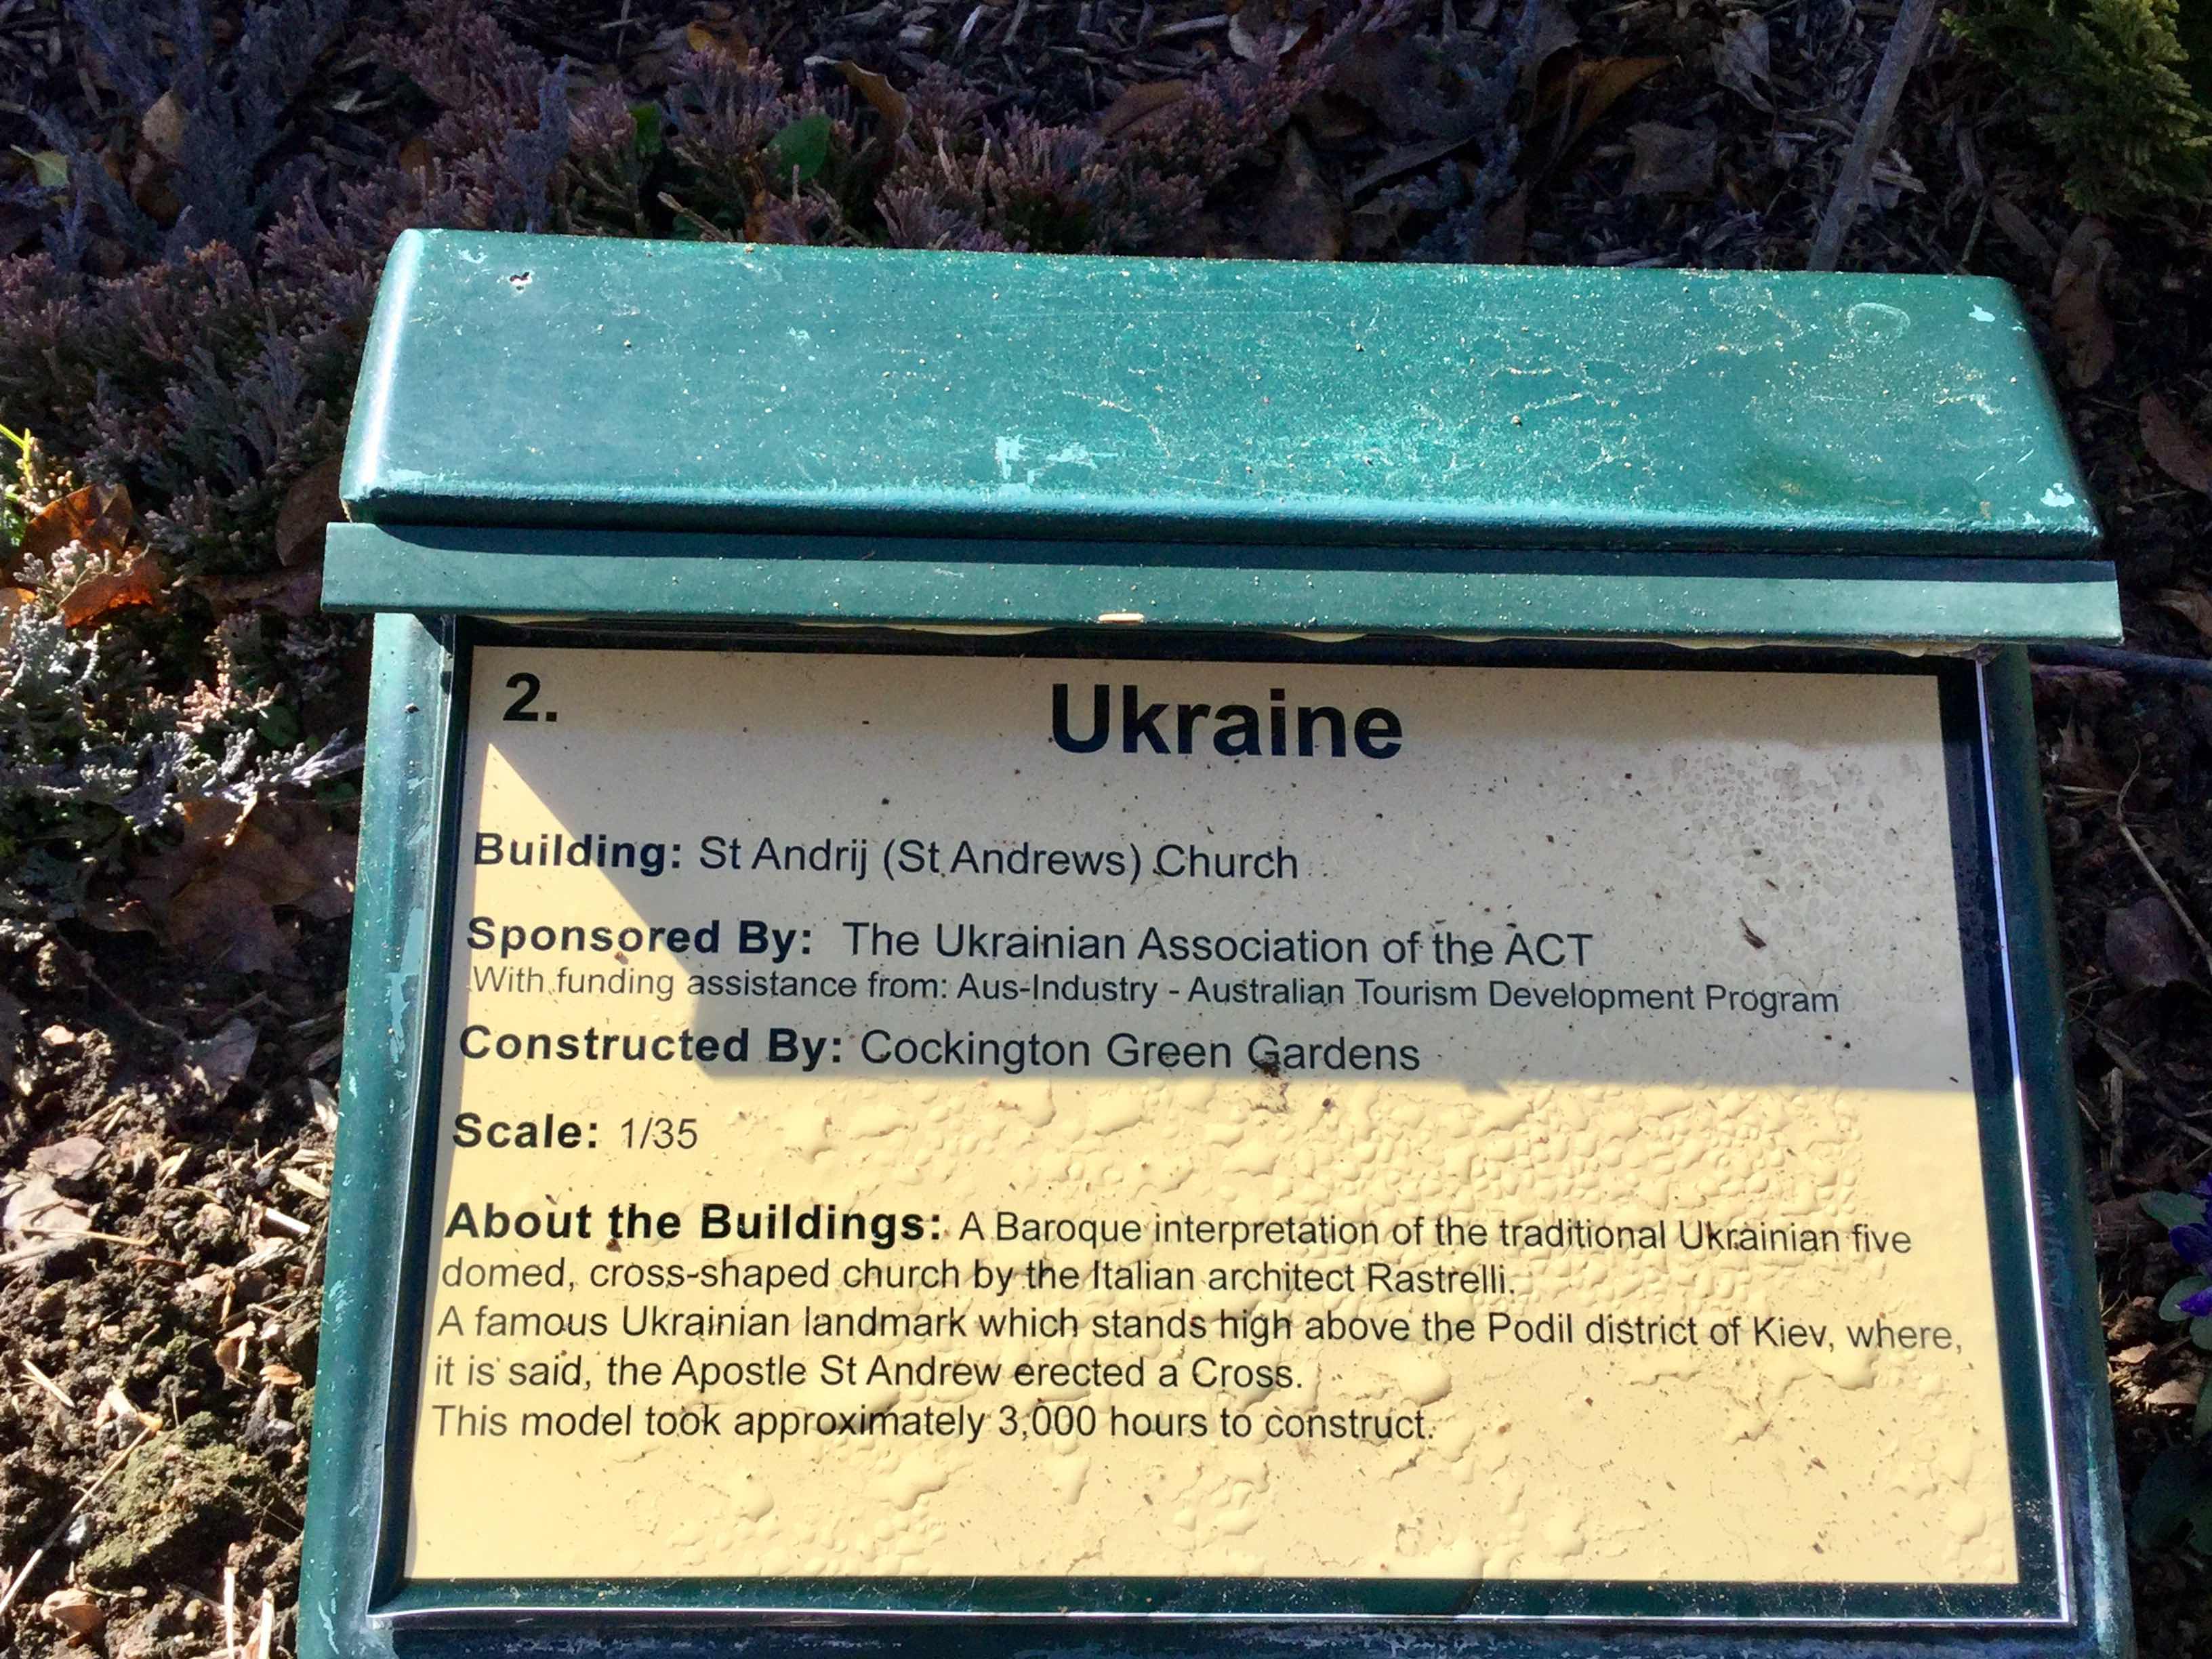 2.
Ukraine
Building: St Andrij (St Andrews) Church
Sponsored By: The Ukrainian Association of the ACT
With funding assistance from: Aus-Industry - Australian Tourism Development Program
Constructed By: Cockington Green Gardens
Scale: 1/35
About the Buildings: A Baroque interpretation of the traditional Ukrainian five
domed, cross-shaped church by the Italian architect Rastrelli.
A famous Ukrainian landmark which stands high above the Podil district of Kiev, where,
it is said, the Apostle St Andrew erected a Cross.
This model took approximately 3,000 hours to construct.